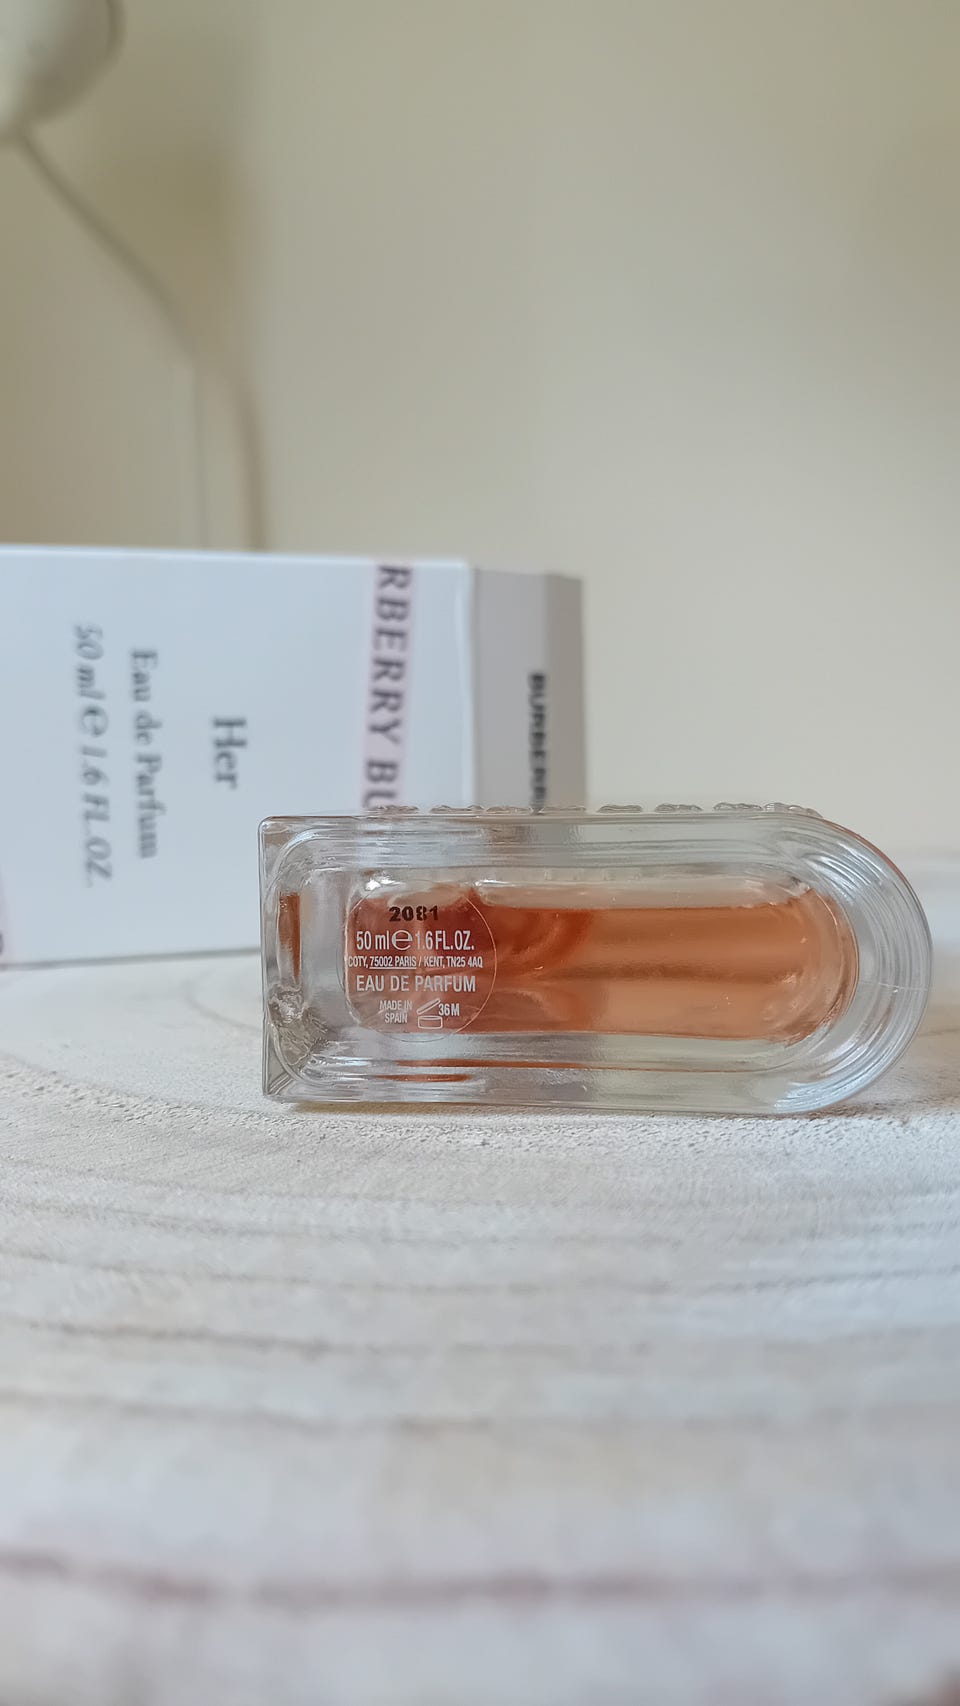 RBERRY BU
Her
Eau de Parfum
50 ml ℮ 1.6 FL.OZ.
BURBERR
2081
50 ml ℮ 1.6 FL.OZ.
COTY, 75002 PARIS / KENT, TN25 4AQ
EAU DE PARFUM
MADE IN
SPAIN
36M